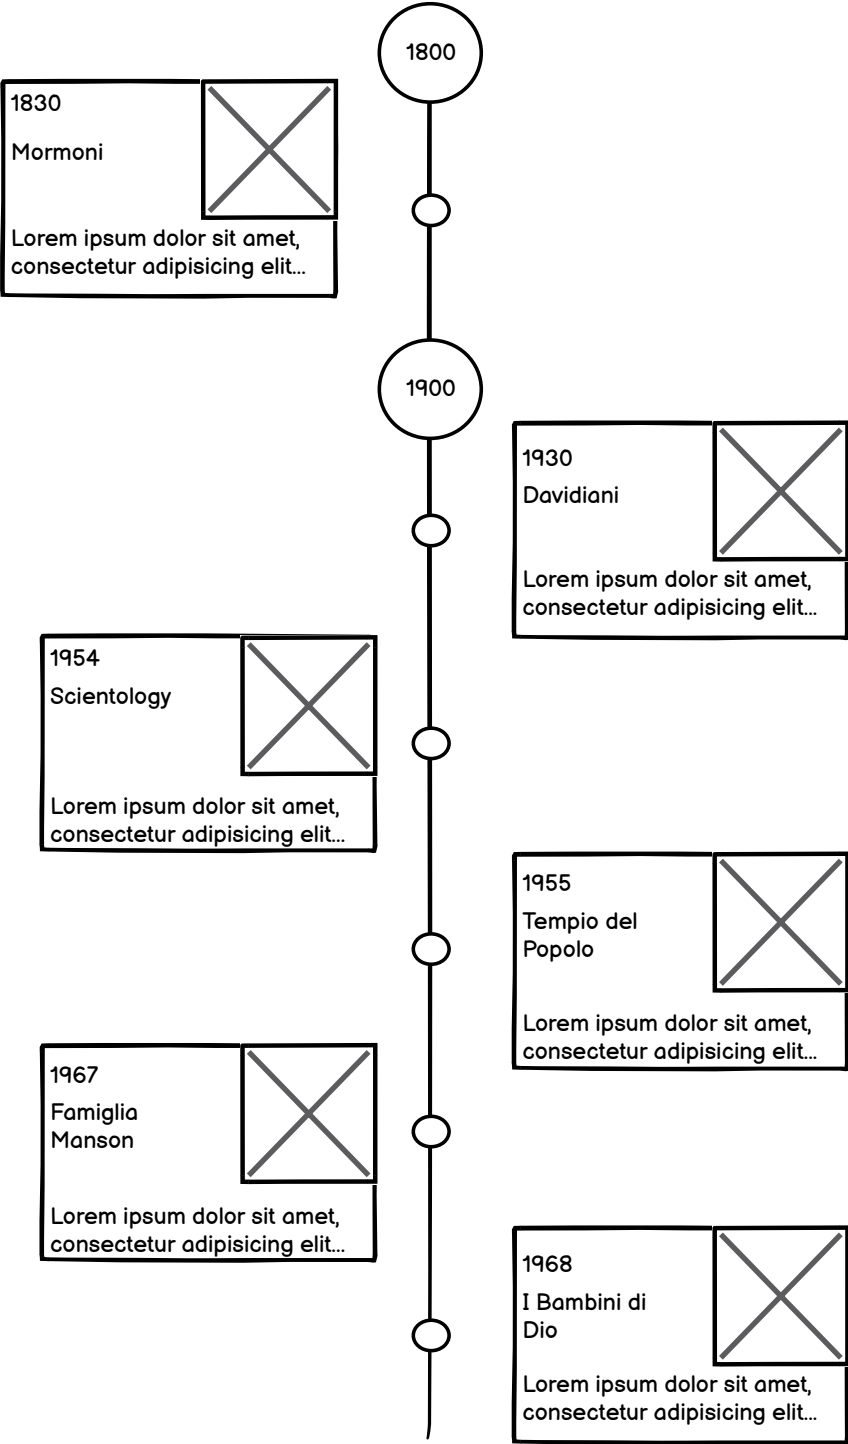 1800
1830
Mormoni
Lorem ipsum dolor sit amet,
consectetur adipisicing elit...
1900
1930
Davidiani
Lorem ipsum dolor sit amet,
consectetur adipisicing elit...
1954
Scientology
Lorem ipsum dolor sit amet,
consectetur adipisicing elit...
1955
Tempio del
Popolo
Lorem ipsum dolor sit amet,
consectetur adipisicing elit...
1967
Famiglia
Manson
Lorem ipsum dolor sit amet,
consectetur adipisicing elit...
1968
I Bambini di
Dio
Lorem ipsum dolor sit amet,
consectetur adipisicing elit...